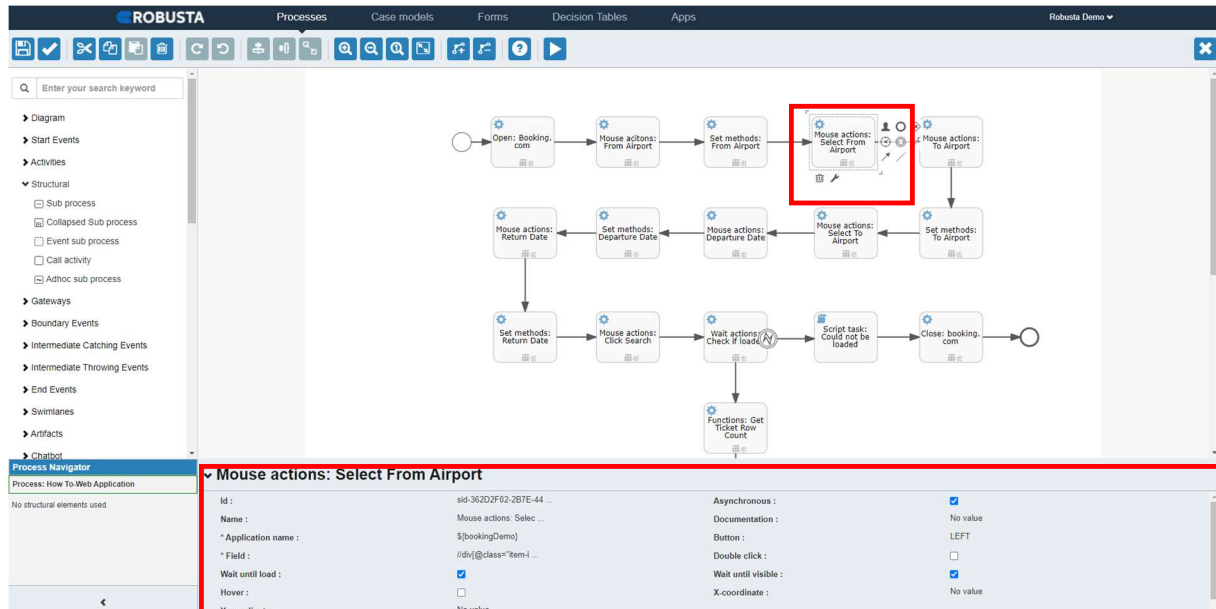 ROBUSTA
Processes
Case models
Forms
Decision Tables
Apps
Robusta Demo
Enter your search keyword
Diagram
Start Events
Activities
Structural
Sub process
Collapsed Sub process
Event sub process
Call activity
Adhoc sub process
Gateways
Boundary Events
Intermediate Catching Events
Intermediate Throwing Events
End Events
Swimlanes
Artifacts
Chatbot
Process Navigator
Process: How To-Web Application
No structural elements used.
Open: Booking.
com
Mouse acitons:
From Airport
Set methods:
From Airport
Mouse actions:
Select From
Airport
Mouse actions:
To Airport
Mouse actions:
Return Date
Set methods:
Departure Date
Mouse actions:
Departure Date
Mouse actions:
Select To
Airport
Set methods:
To Airport
Set methods:
Return Date
Mouse actions:
Click Search
Wait actions:
Check if loade
Script task:
Could not be
loaded
Close: booking.
com
Functions: Get
Ticket Row
Count
Mouse actions: Select From Airport
Id :
sid-362D2F02-2B7E-44 ...
Asynchronous :
Name :
Mouse actions: Selec ...
Documentation :
No value
* Application name :
${bookingDemo}
Button :
LEFT
* Field :
//div[@class="item-i ...
Double click :
Wait until load :
Wait until visible :
Hover :
X-coordinate :
No value